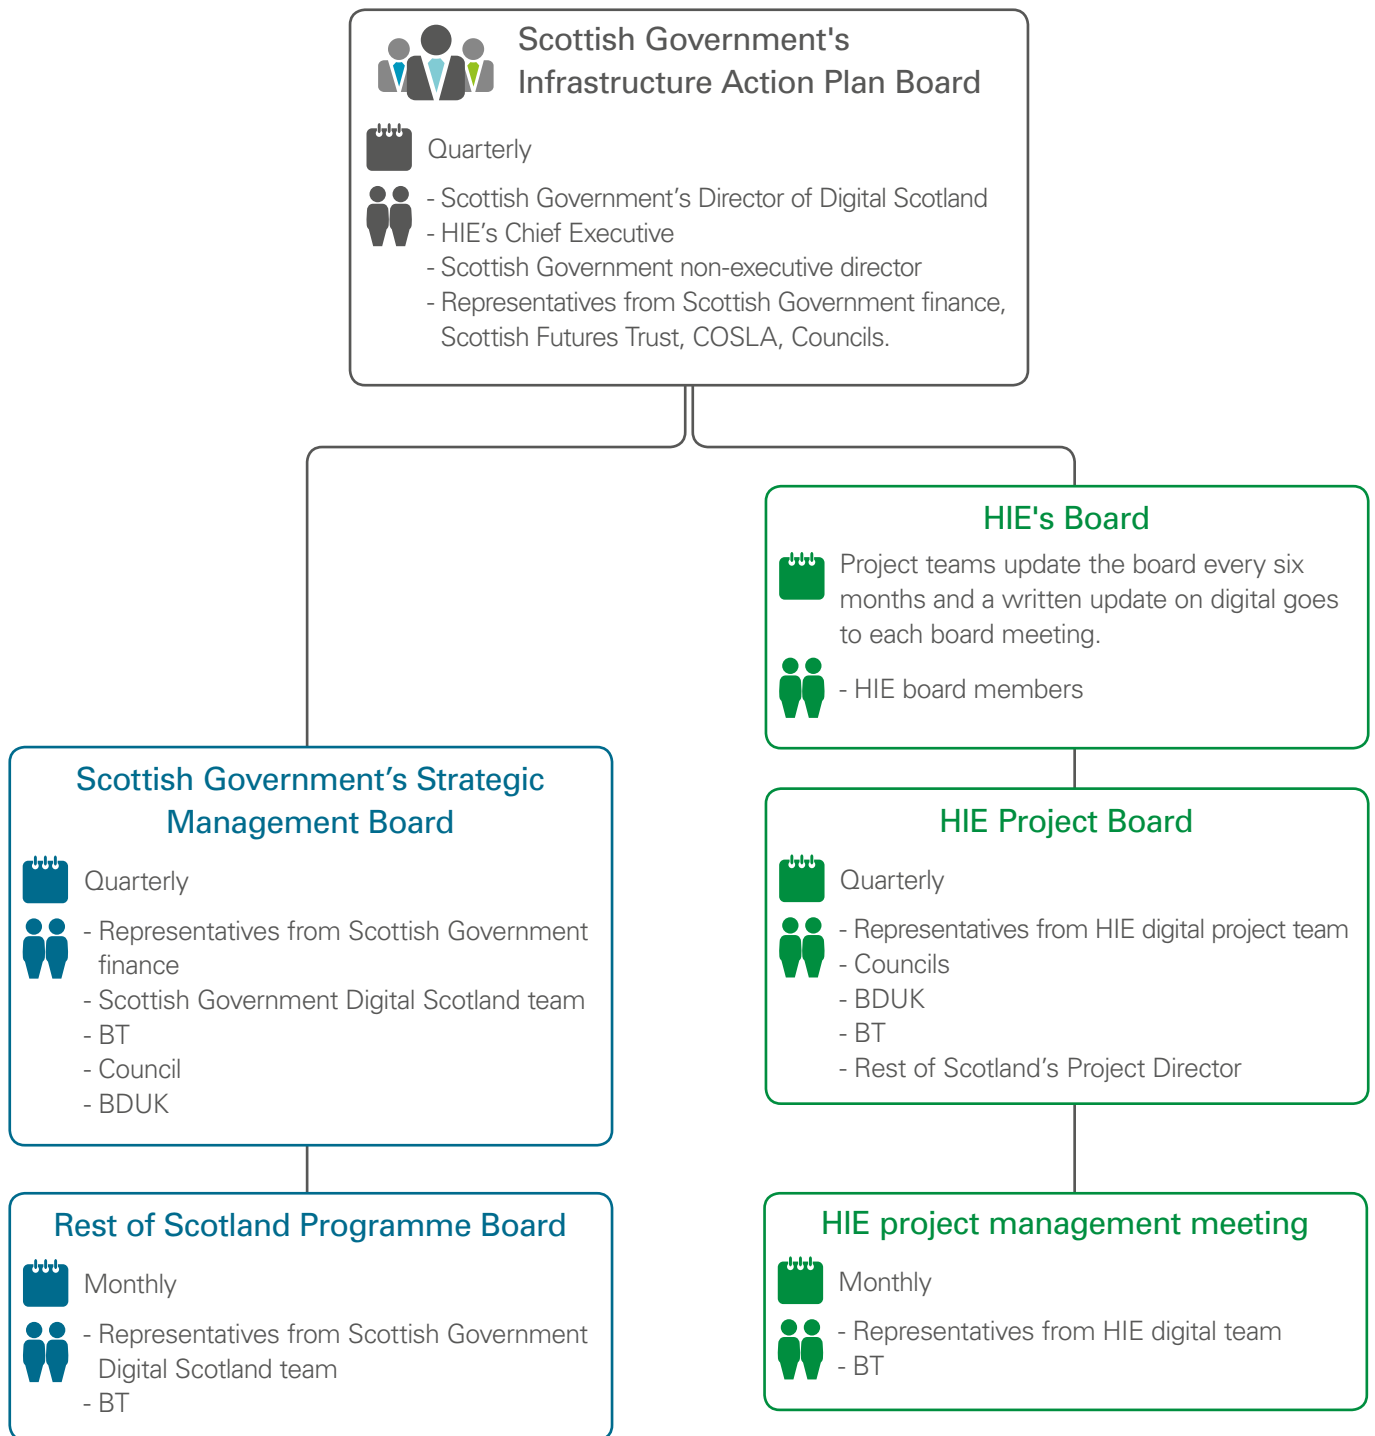 Scottish Government's
Infrastructure Action Plan Board
Quarterly
- Scottish Government’s Director of Digital Scotland
- HIE’s Chief Executive
- Scottish Government non-executive director
- Representatives from Scottish Government finance,
Scottish Futures Trust, COSLA, Councils.
HIE's Board
Project teams update the board every six
months and a written update on digital goes
to each board meeting.
- HIE board members
Scottish Government’s Strategic
Management Board
Quarterly
- Representatives from Scottish Government
finance
- Scottish Government Digital Scotland team
- BT
- Council
- BDUK
HIE Project Board
Quarterly
- Representatives from HIE digital project team
- Councils
- BDUK
- BT
- Rest of Scotland’s Project Director
Rest of Scotland Programme Board
Monthly
- Representatives from Scottish Government
Digital Scotland team
- BT
HIE project management meeting
Monthly
- Representatives from HIE digital team
- BT